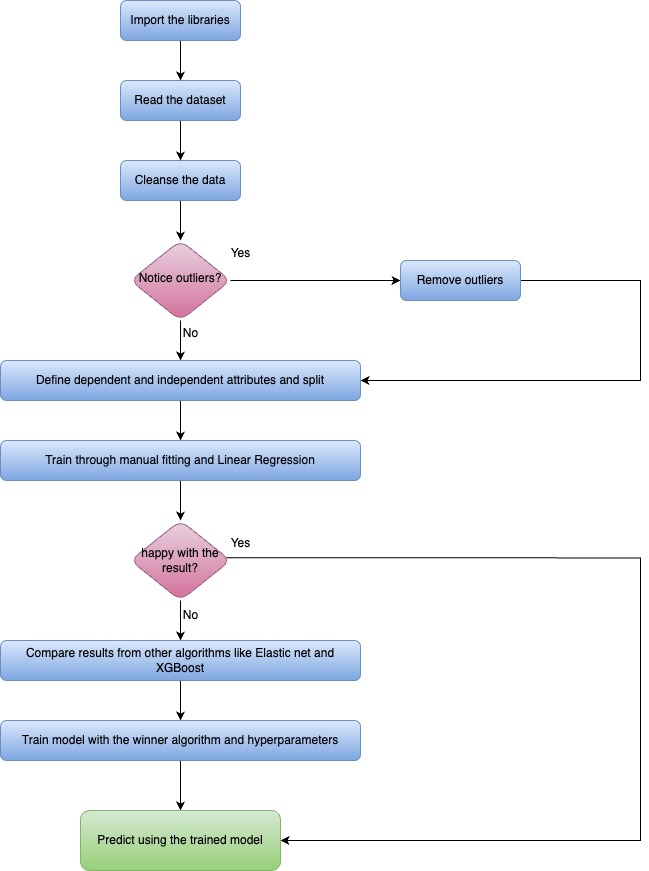 Import the libraries
Read the dataset
Cleanse the data
Notice outliers?
Yes
Remove outliers
No
Define dependent and independent attributes and split
Train through manual fitting and Linear Regression
happy with the
result?
Yes
No
Compare results from other algorithms like Elastic net and
XGBoost
Train model with the winner algorithm and hyperparameters
Predict using the trained model